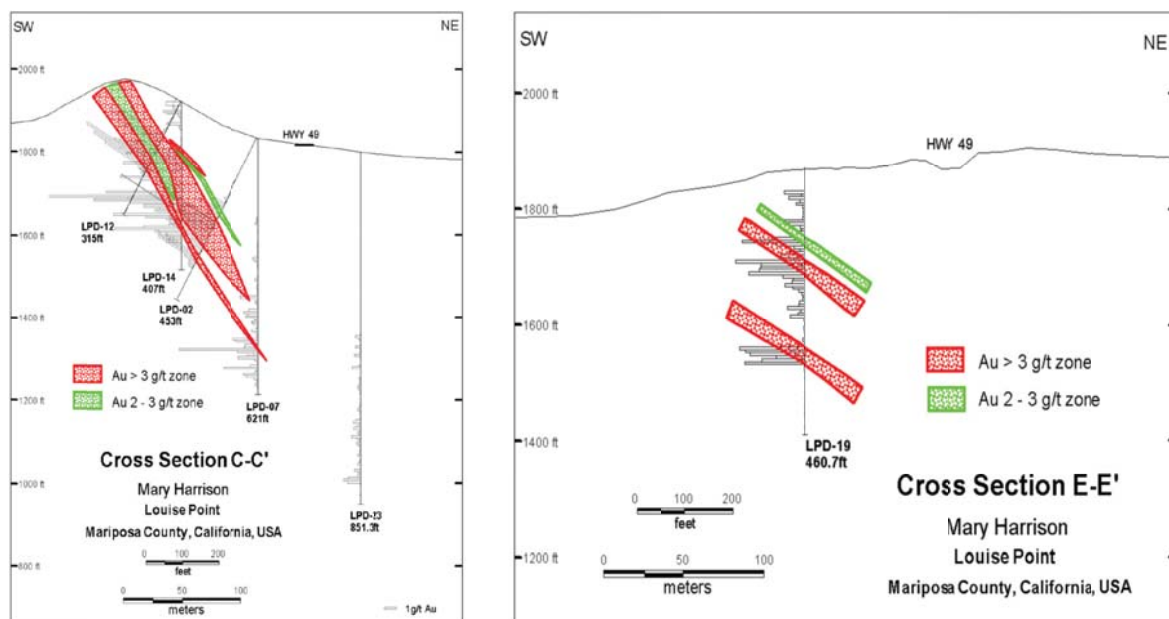 SW
NE
2000 ft
1800 ft
HWY 49
1600 ft
LPD-12
315ft
LPD-14
407ft
LPD-02
453ft
1400 ft
Au > 3 g/t zone
Au 2 - 3 g/t zone
1200 ft
LPD-07
621ft
Cross Section C-C'
1000 ft
Mary Harrison
Louise Point
Mariposa County, California, USA
851.3ft
800 ft
0 100 200
feet
0 50 100
meters
1g/t Au
SW
NE
2000 ft
HWY 49
1800 ft
1600 ft
Au > 3 g/t zone
Au 2 - 3 g/t zone
1400 ft
LPD-19
460.7ft
Cross Section E-E'
0 100 200
feet
Mary Harrison
Louise Point
1200 ft
0 50 100
meters
Mariposa County, California, USA